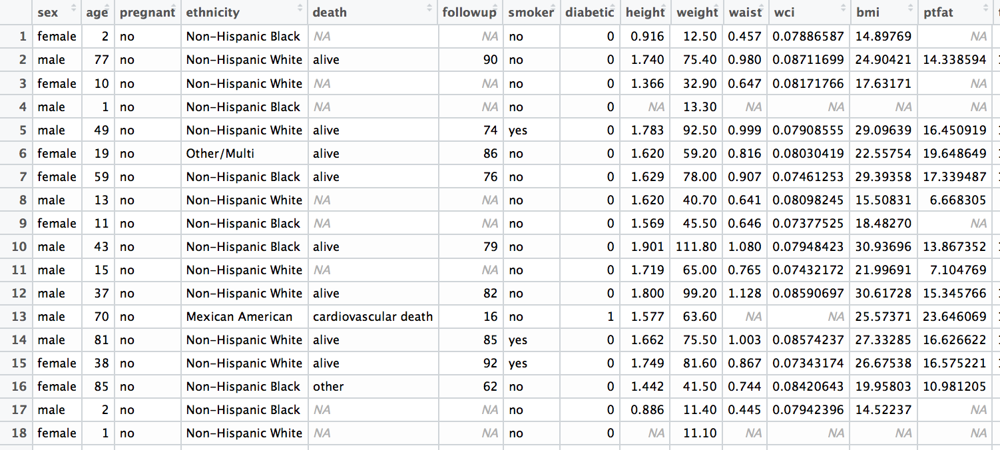 sex age pregnant ethnicity death followup smoker diabetic height weight waist wci bmi ptfat
1 female 2 no Non-Hispanic Black NA NA no 0 0.916 12.50 0.457 0.07886587 14.89769 NA
2 male 77 no Non-Hispanic White alive 90 no 0 1.740 75.40 0.980 0.08711699 24.90421 14.338594
3 female 10 no Non-Hispanic White NA NA no 0 1.366 32.90 0.647 0.08171766 17.63171 NA
4 male 1 no Non-Hispanic Black NA NA no 0 NA 13.30 NA NA NA NA
5 male 49 no Non-Hispanic White alive 74 yes 0 1.783 92.50 0.999 0.07908555 29.09639 16.450919
6 female 19 no Other/Multi alive 86 no 0 1.620 59.20 0.816 0.08030419 22.55754 19.648649
7 female 59 no Non-Hispanic Black alive 76 no 0 1.629 78.00 0.907 0.07461253 29.39358 17.339487
8 male 13 no Non-Hispanic White NA NA no 0 1.620 40.70 0.641 0.08098245 15.50831 6.668305
9 female 11 no Non-Hispanic Black NA NA no 0 1.569 45.50 0.646 0.07377525 18.48270 NA
10 male 43 no Non-Hispanic Black alive 79 no 0 1.901 111.80 1.080 0.07948423 30.93696 13.867352
11 male 15 no Non-Hispanic White NA NA no 0 1.719 65.00 0.765 0.07432172 21.99691 7.104769
12 male 37 no Non-Hispanic White alive 82 no 0 1.800 99.20 1.128 0.08590697 30.61728 15.345766
13 male 70 no Mexican American cardiovascular death 16 no 1 1.577 63.60 NA NA 25.57371 23.646069
14 male 81 no Non-Hispanic White alive 85 yes 0 1.662 75.50 1.003 0.08574237 27.33285 16.626622
15 female 38 no Non-Hispanic White alive 92 yes 0 1.749 81.60 0.867 0.07343174 26.67538 16.575221
16 female 85 no Non-Hispanic Black other 62 no 0 1.442 41.50 0.744 0.08420643 19.95803 10.981205
17 male 2 no Non-Hispanic Black NA NA no 0 0.886 11.40 0.445 0.07942396 14.52237 NA
18 female 1 no Non-Hispanic White NA NA no 0 NA 11.10 NA NA NA NA